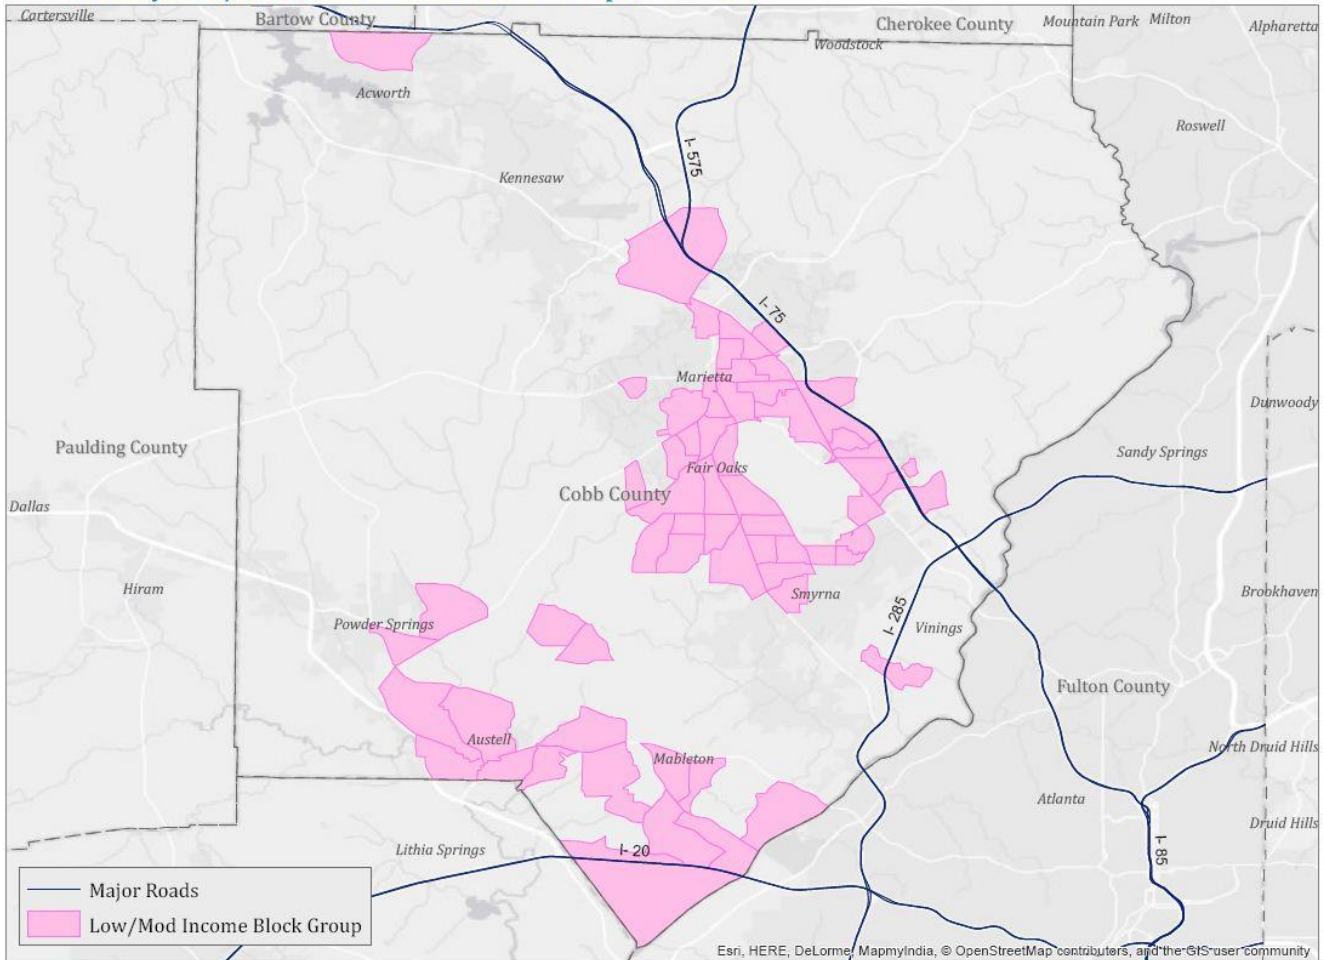 Cartersville
Bartow County
Cherokee County
Mountain Park
Milton
Alpharetta
Woodstock
Acworth
Roswell
I-575
Kennesaw
I-75
Marietta
Dunwoody
Paulding County
Sandy Springs
Fair Oaks
Cobb County
Dallas
Hiram
Smyrna
Brookhaven
Powder Springs
I-285
Vinings
Fulton County
Austell
Mableton
North Druid Hills
Atlanta
Druid Hills
Lithia Springs
I-20
I-85
Major Roads
Low/Mod Income Block Group
Esri, HERE, DeLorme, MapmyIndia, © OpenStreetMap contributors, and the GIS user community